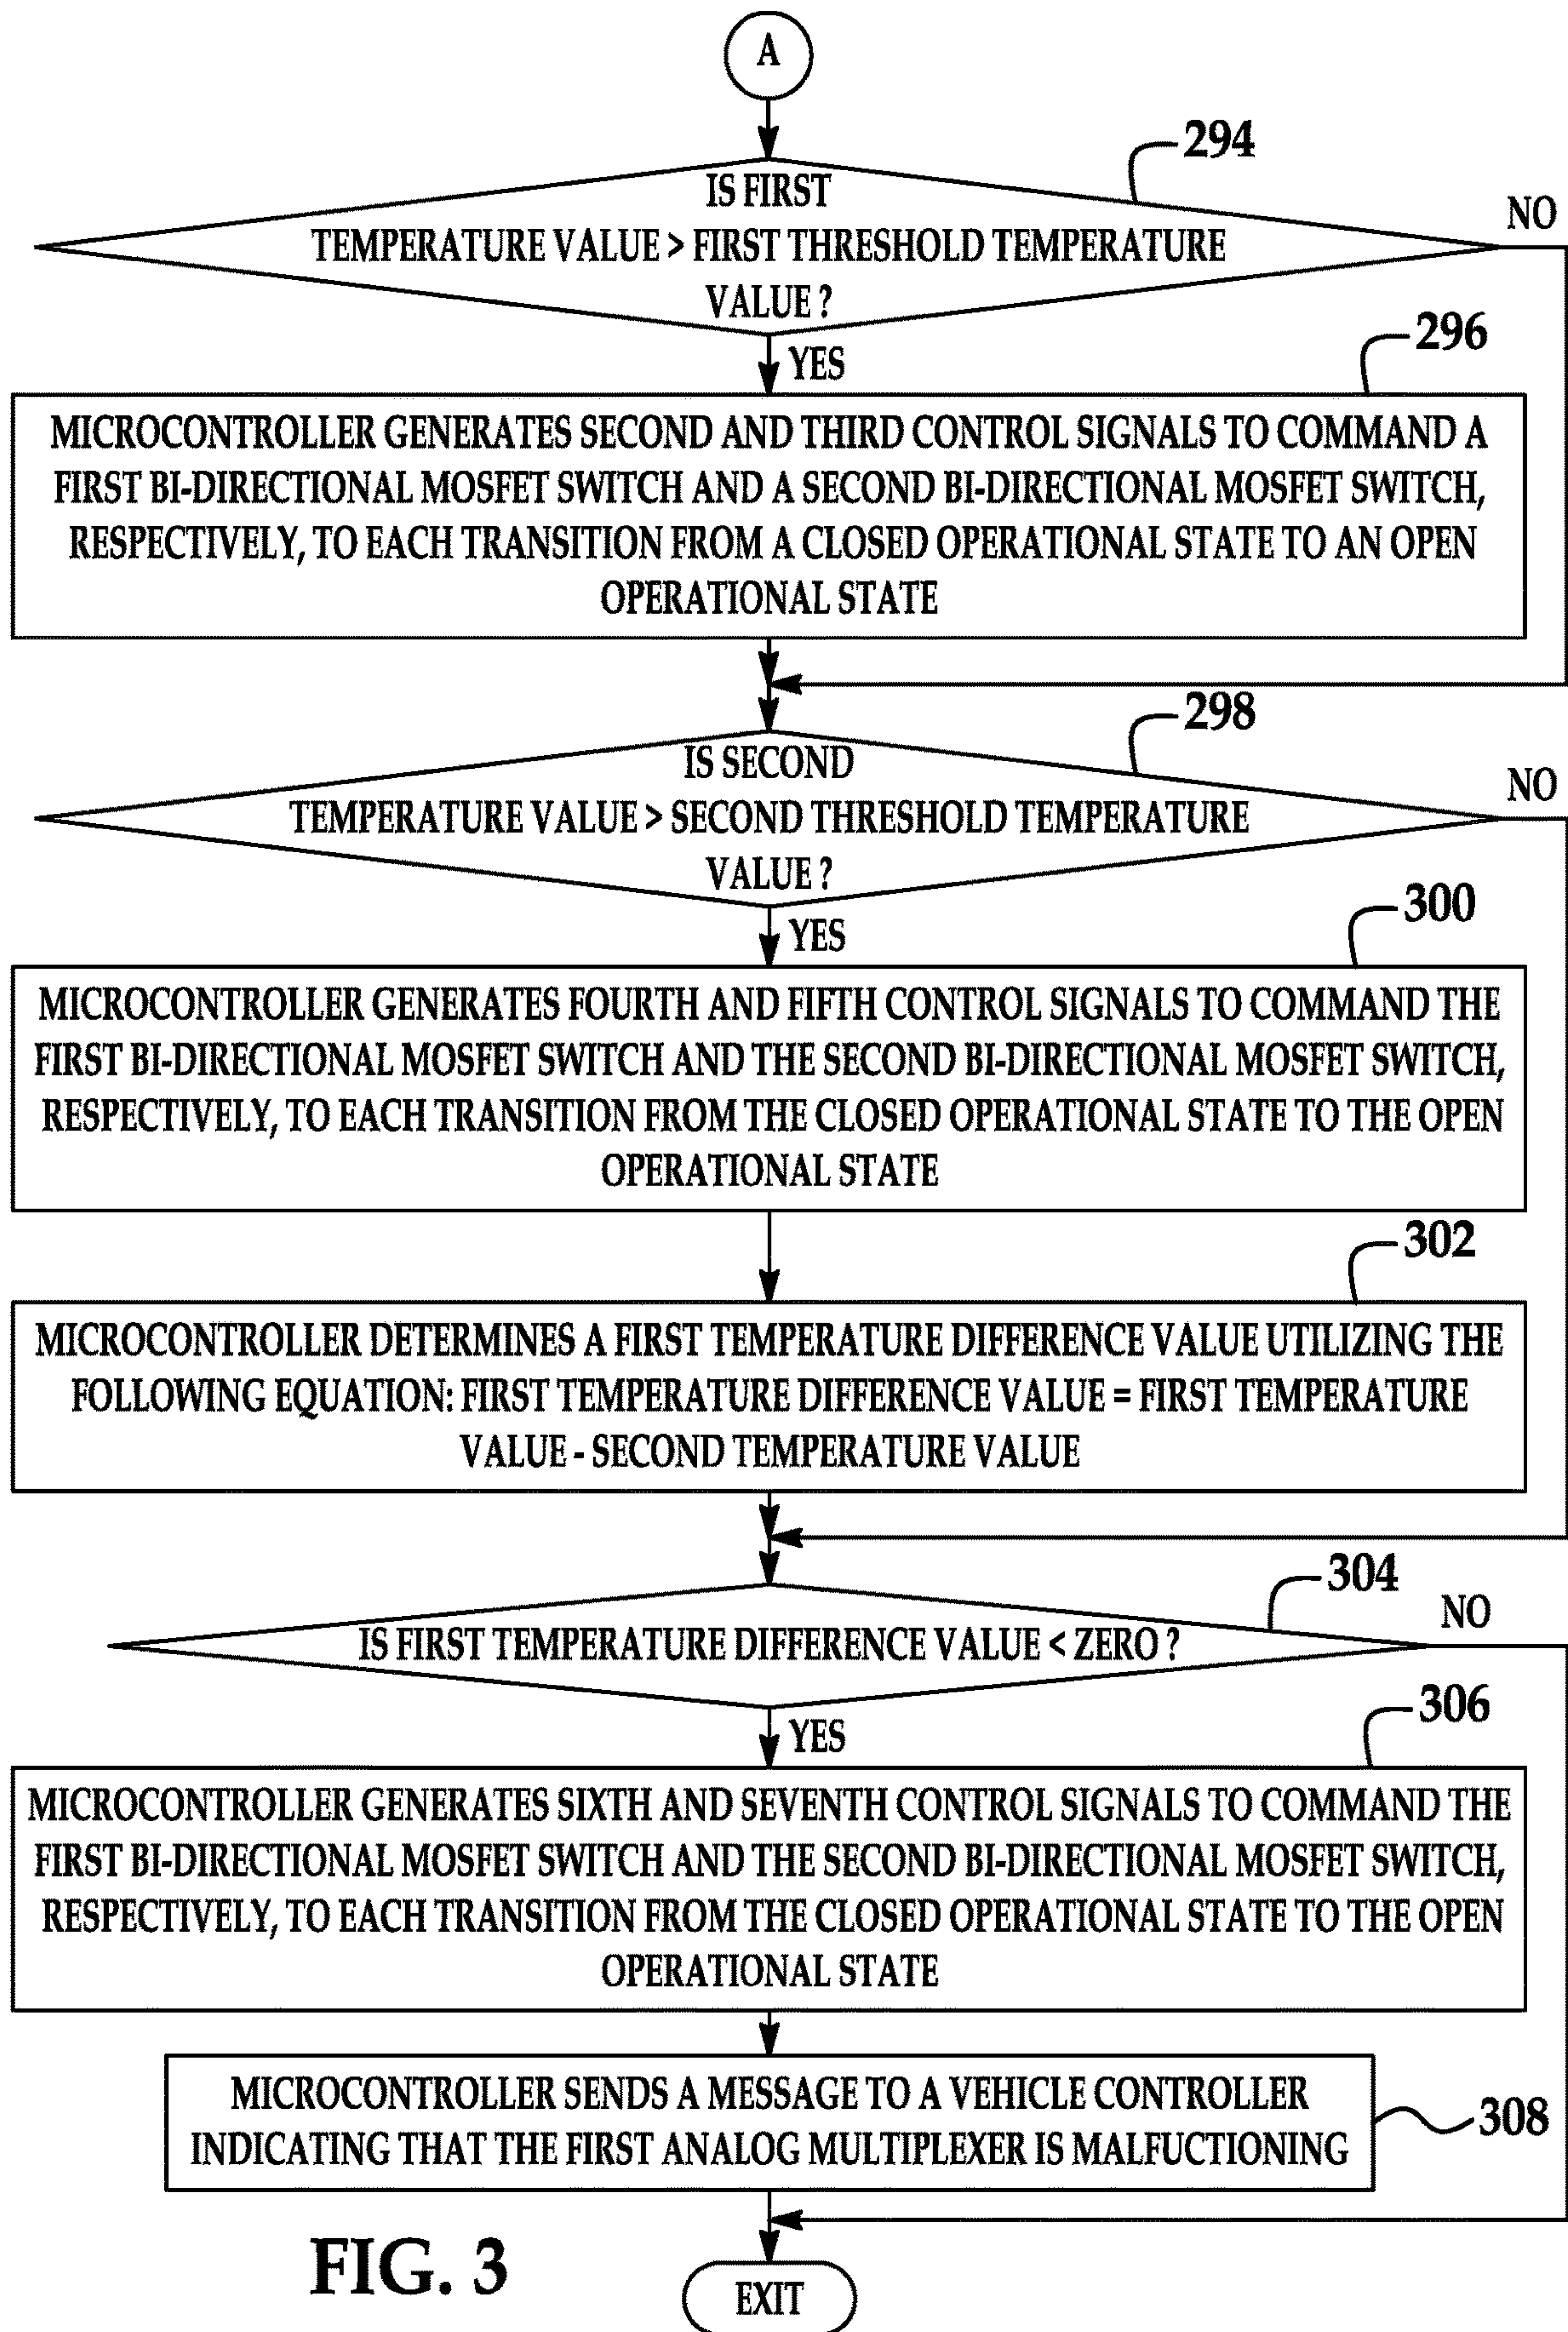 A
294
IS FIRST
NO
TEMPERATURE VALUE > FIRST THRESHOLD TEMPERATURE
VALUE ?
296
YES
MICROCONTROLLER GENERATES SECOND AND THIRD CONTROL SIGNALS TO COMMAND A
FIRST BI-DIRECTIONAL MOSFET SWITCH AND A SECOND BI-DIRECTIONAL MOSFET SWITCH,
RESPECTIVELY, TO EACH TRANSITION FROM A CLOSED OPERATIONAL STATE TO AN OPEN
OPERATIONAL STATE
298
IS SECOND
NO
TEMPERATURE VALUE > SECOND THRESHOLD TEMPERATURE
VALUE ?
300
YES
MICROCONTROLLER GENERATES FOURTH AND FIFTH CONTROL SIGNALS TO COMMAND THE
FIRST BI-DIRECTIONAL MOSFET SWITCH AND THE SECOND BI-DIRECTIONAL MOSFET SWITCH,
RESPECTIVELY, TO EACH TRANSITION FROM THE CLOSED OPERATIONAL STATE TO THE OPEN
OPERATIONAL STATE
302
MICROCONTROLLER DETERMINES A FIRST TEMPERATURE DIFFERENCE VALUE UTILIZING THE
FOLLOWING EQUATION: FIRST TEMPERATURE DIFFERENCE VALUE = FIRST TEMPERATURE
VALUE - SECOND TEMPERATURE VALUE
304
NO
IS FIRST TEMPERATURE DIFFERENCE VALUE < ZERO ?
306
YES
MICROCONTROLLER GENERATES SIXTH AND SEVENTH CONTROL SIGNALS TO COMMAND THE
FIRST BI-DIRECTIONAL MOSFET SWITCH AND THE SECOND BI-DIRECTIONAL MOSFET SWITCH,
RESPECTIVELY, TO EACH TRANSITION FROM THE CLOSED OPERATIONAL STATE TO THE OPEN
OPERATIONAL STATE
MICROCONTROLLER SENDS A MESSAGE TO A VEHICLE CONTROLLER
INDICATING THAT THE FIRST ANALOG MULTIPLEXER IS MALFUCTIONING
308
FIG. 3
EXIT